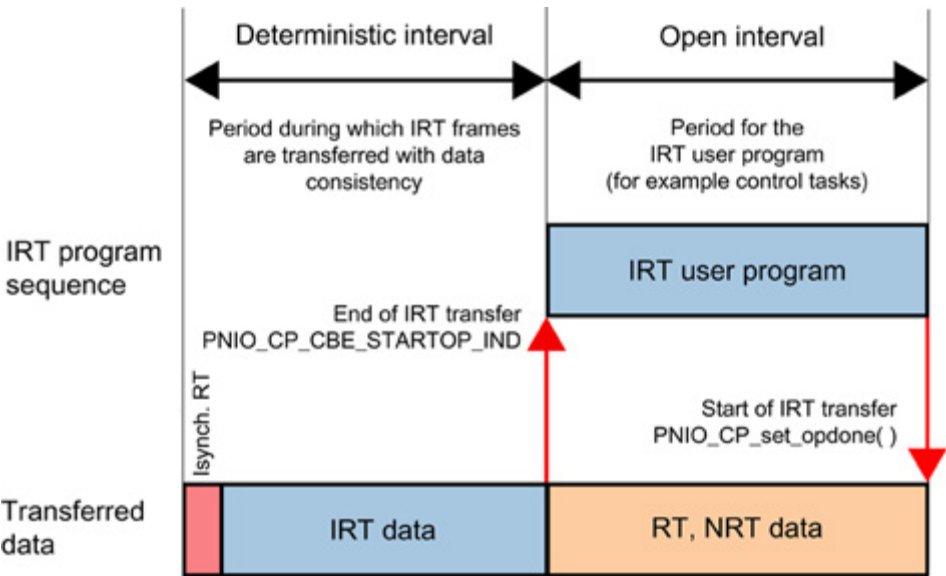 Deterministic interval
Open interval
Period during which IRT frames
are transferred with data
consistency
Period for the
IRT user program
(for example control tasks)
IRT program
sequence
IRT user program
End of IRT transfer
PNIO_CP_CBE_STARTOP_IND
Isynch. RT
Start of IRT transfer
PNIO_CP_set_opdone( )
Transferred
data
IRT data
RT, NRT data